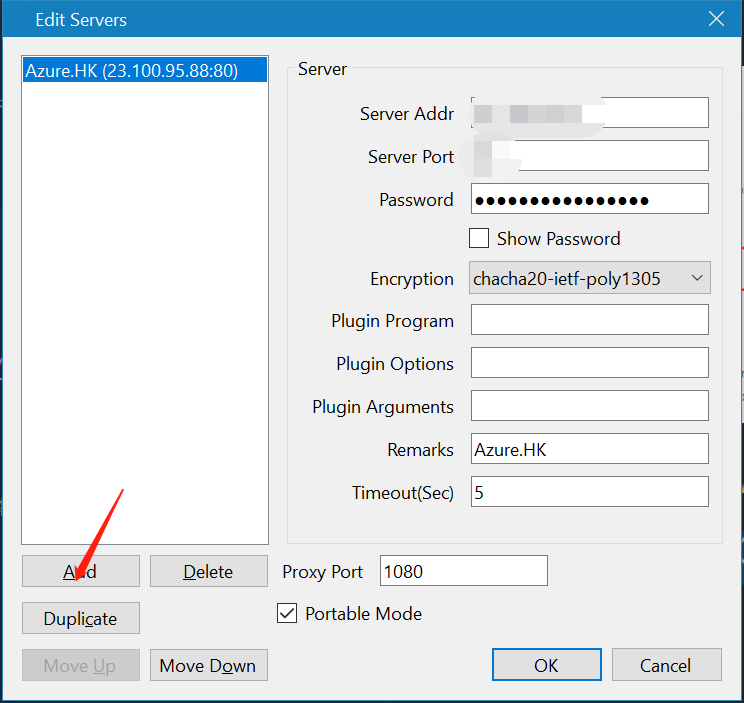 Edit Servers
Azure.HK (23.100.95.88:80)
Server
Server Addr
Server Port
Password ●●●●●●●●●●●●●●●●
Show Password
Encryption chacha20-ietf-poly1305
Plugin Program
Plugin Options
Plugin Arguments
Remarks Azure.HK
Timeout(Sec) 5
Add Delete Proxy Port 1080
Duplicate Portable Mode
Move Up Move Down OK Cancel